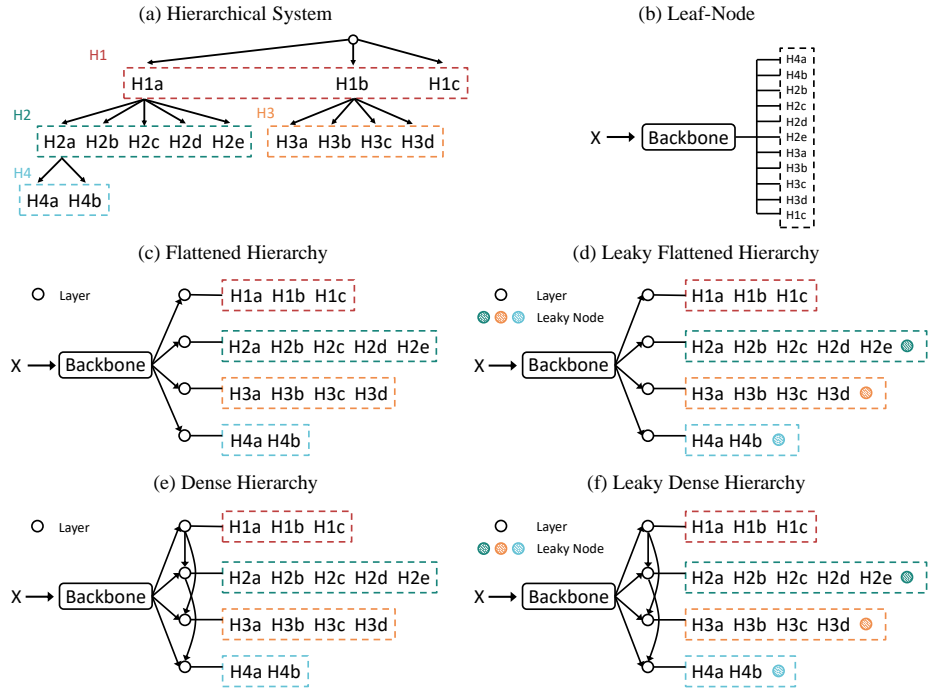 (a) Hierarchical System
H1
H1a H1b H1c
H2 H3
H2a H2b H2c H2d H2e H3a H3b H3c H3d
H4
H4a H4b
(b) Leaf-Node
X Backbone
H4a
H4b
H2b
H2c
H2d
H2e
H3a
H3b
H3c
H3d
H1c
(c) Flattened Hierarchy
Layer
H1a H1b H1c
H2a H2b H2c H2d H2e
X Backbone
H3a H3b H3c H3d
H4a H4b
(d) Leaky Flattened Hierarchy
Layer
Leaky Node
H1a H1b H1c
H2a H2b H2c H2d H2e
X Backbone
H3a H3b H3c H3d
H4a H4b
(e) Dense Hierarchy
Layer
H1a H1b H1c
H2a H2b H2c H2d H2e
X Backbone
H3a H3b H3c H3d
H4a H4b
(f) Leaky Dense Hierarchy
Layer
Leaky Node
H1a H1b H1c
H2a H2b H2c H2d H2e
X Backbone
H3a H3b H3c H3d
H4a H4b